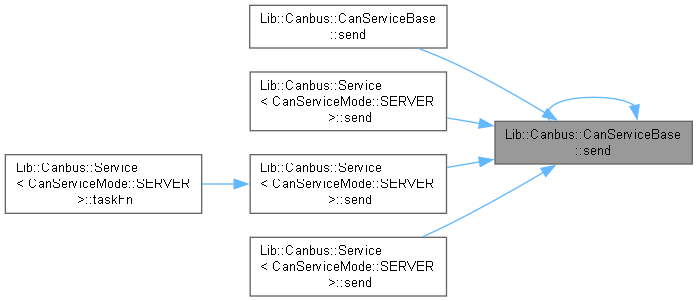 Lib::Canbus::CanServiceBase
::send
Lib::Canbus::Service
< CanServiceMode::SERVER
>::send
Lib::Canbus::CanServiceBase
::send
Lib::Canbus::Service
< CanServiceMode::SERVER
>::taskFn
Lib::Canbus::Service
< CanServiceMode::SERVER
>::send
Lib::Canbus::Service
< CanServiceMode::SERVER
>::send